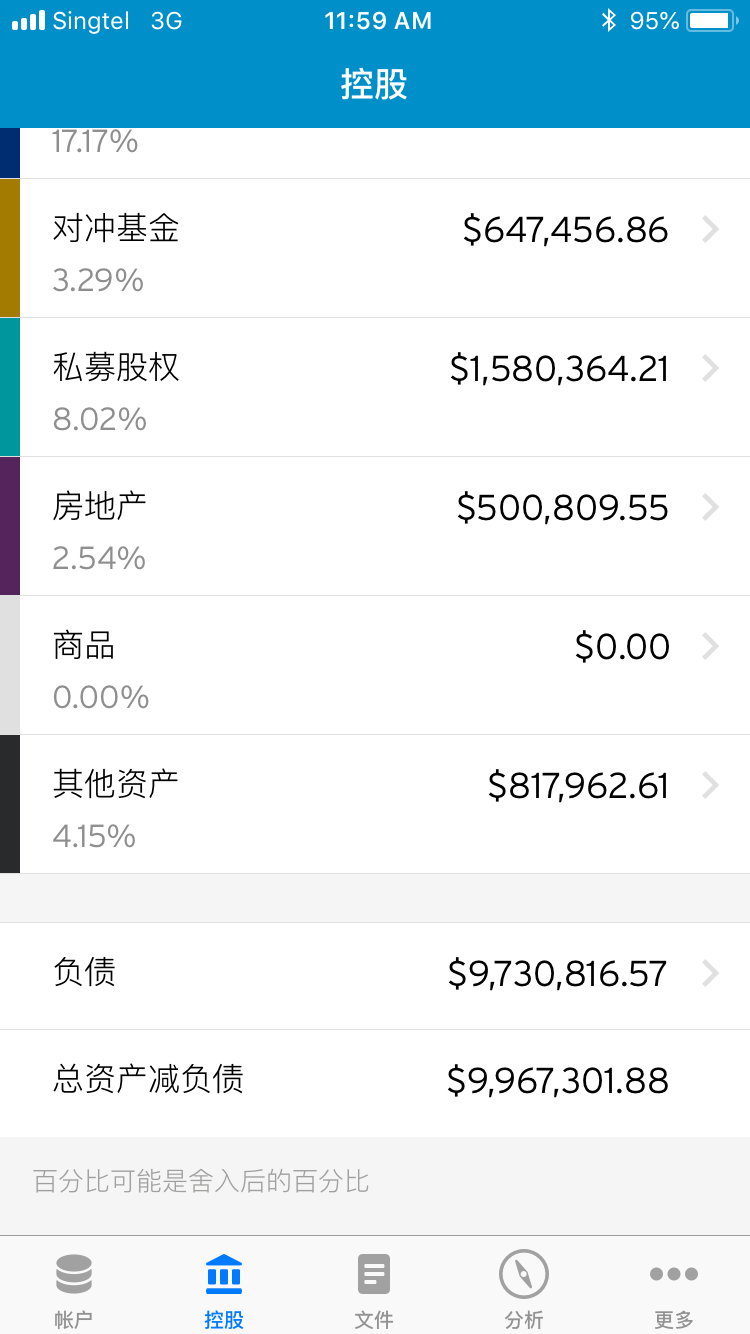 Singtel 3G 11:59 AM 95%
控股
17.17%
对冲基金 $647,456.86
3.29%
私募股权 $1,580,364.21
8.02%
房地产 $500,809.55
2.54%
商品 $0.00
0.00%
其他资产 $817,962.61
4.15%
负债 $9,730,816.57
总资产减负债 $9,967,301.88
百分比可能是舍入后的百分比
帐户 控股 文件 分析 更多